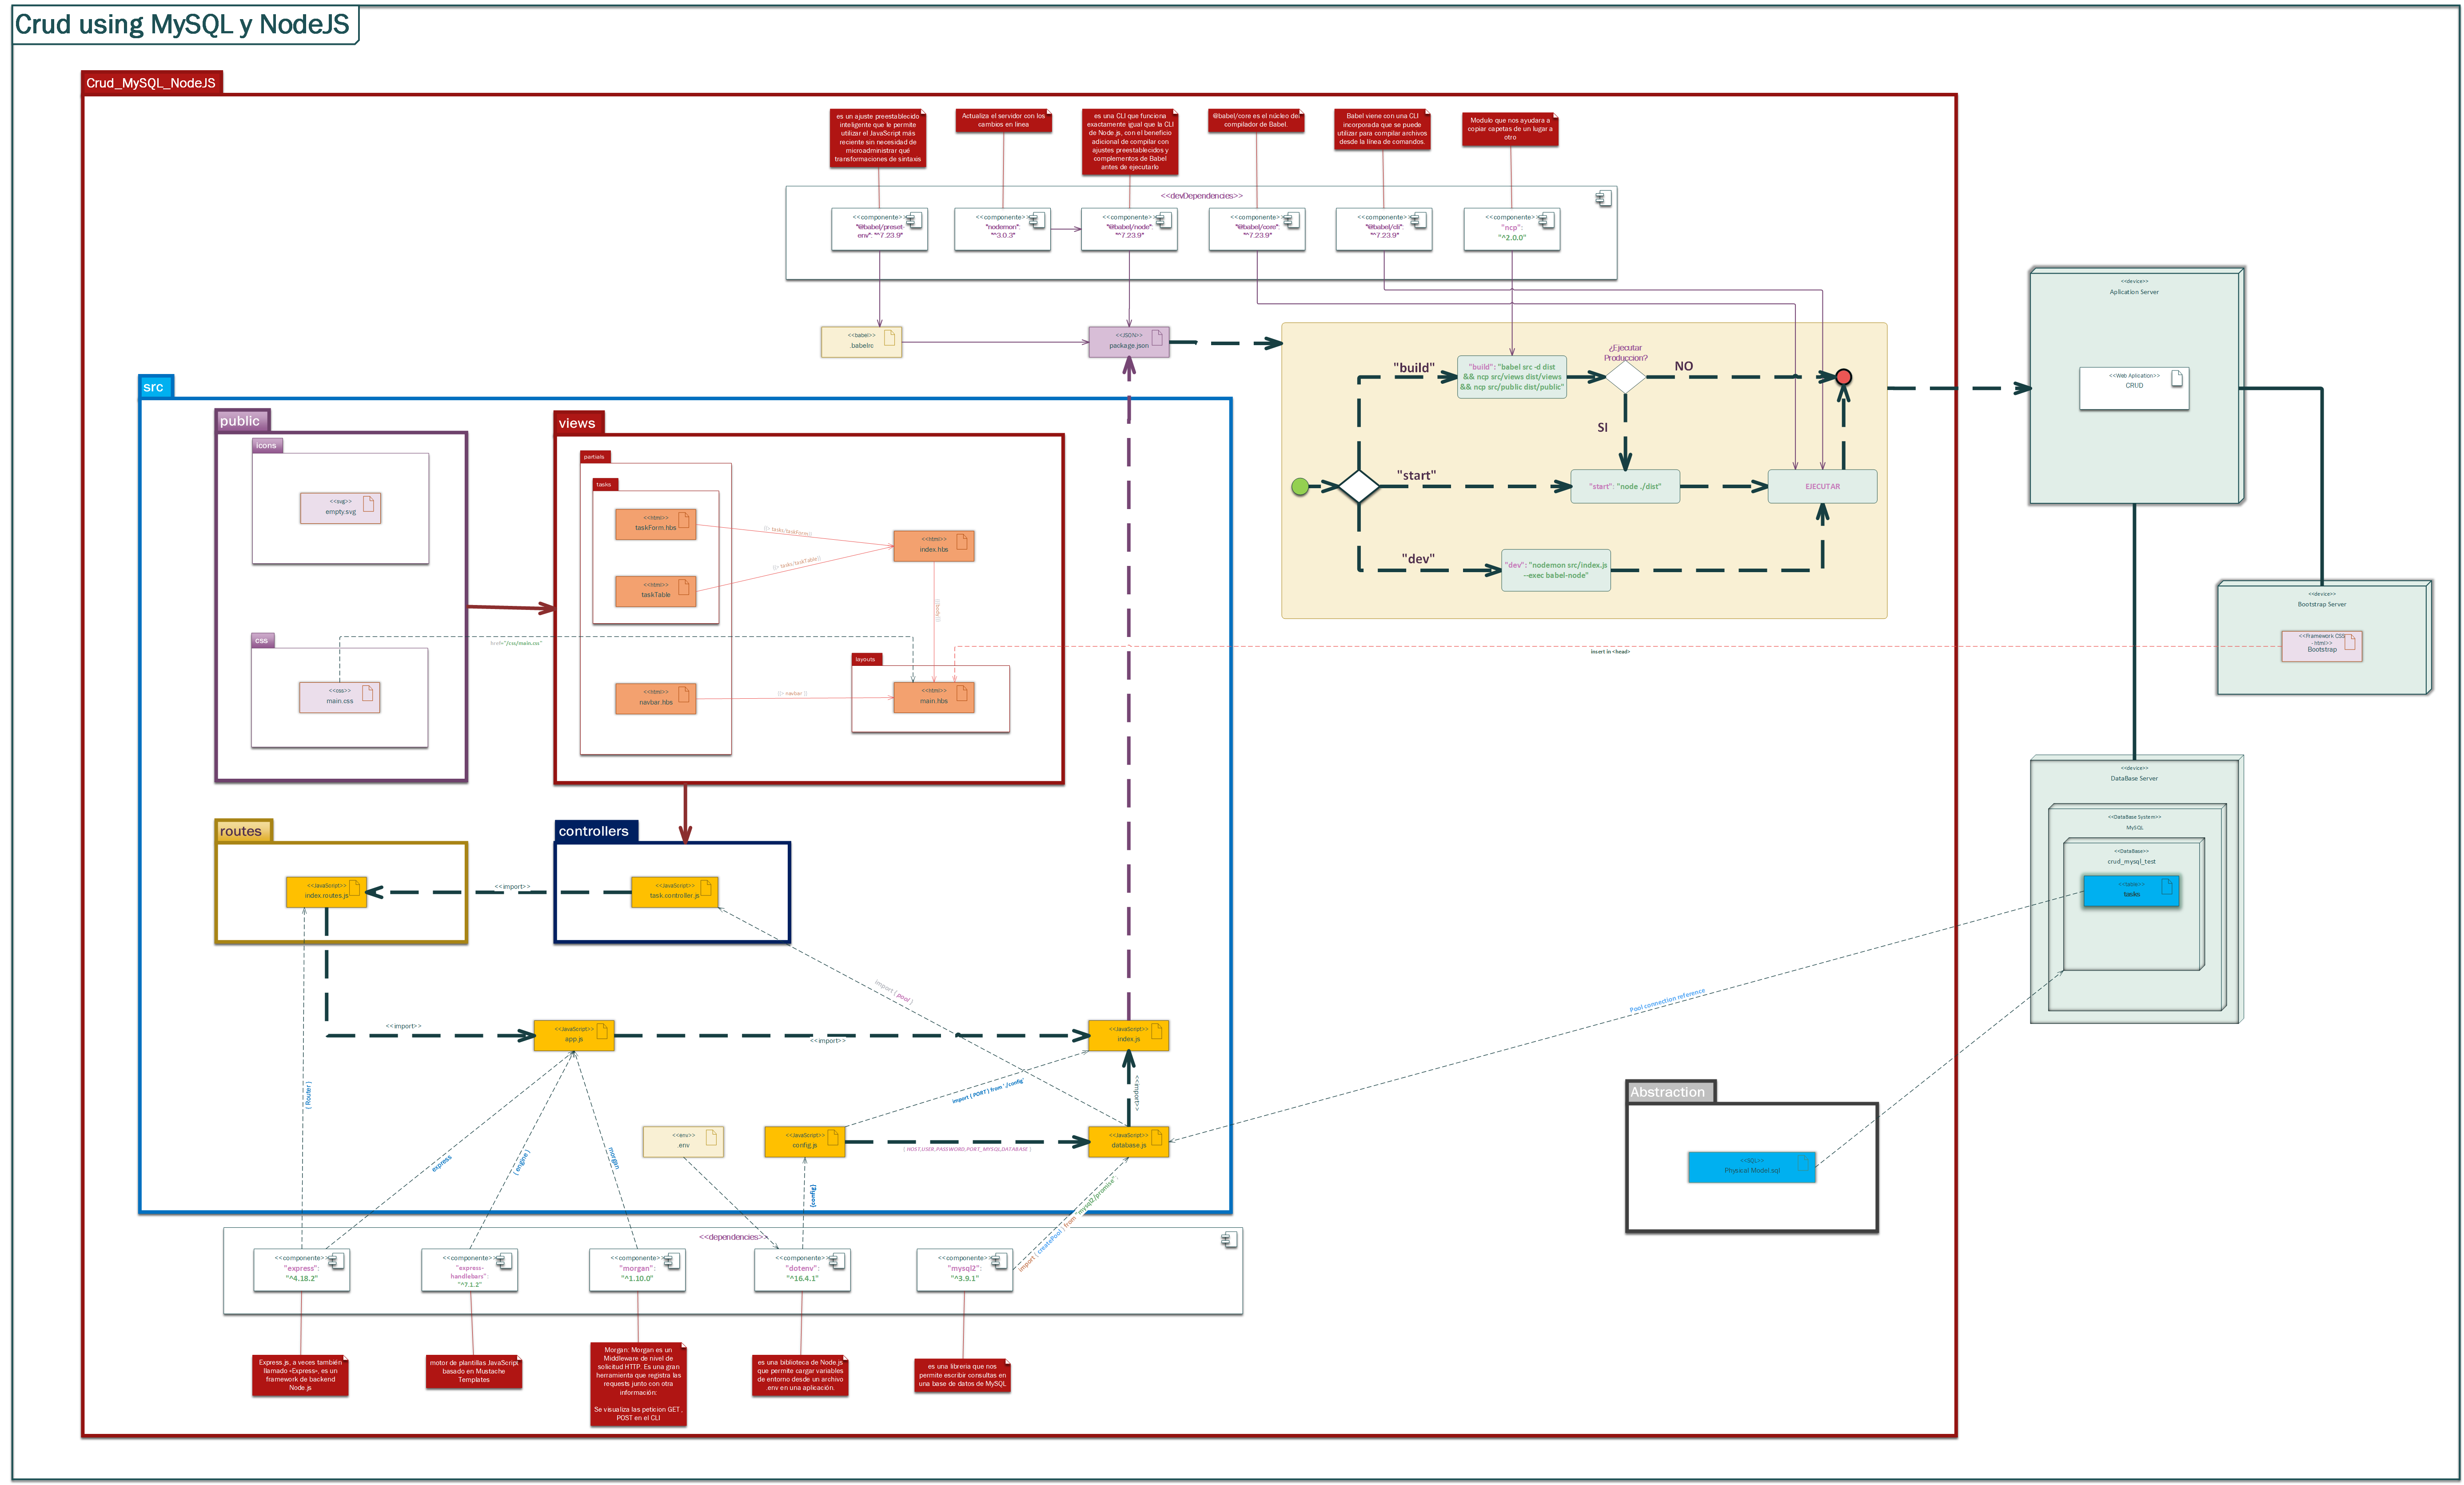 Crud using MySQL y NodeJS
Crud_MySQL_NodeJS
es un ajuste preestablecido
inteligente que le permite
utilizar el JavaScript más
reciente sin necesidad de
microadministrar qué
transformaciones de sintaxis
Actualiza el servidor con los
cambios en linea
es una CLI que funciona
exactamente igual que la CLI
de Node.js, con el beneficio
adicional de compilar con
ajustes preestablecidos y
complementos de Babel
antes de ejecutarlo
@babel/core es el núcleo del
compilador de Babel.
Babel viene con una CLI
incorporada que se puede
utilizar para compilar archivos
desde la línea de comandos.
Modulo que nos ayudara a
copiar capetas de un lugar a
otro
<<devDependencies>>
<<componente>>
"@babel/preset-
env": "^7.23.9"
<<componente>>
"nodemon":
"^3.0.3"
<<componente>>
"@babel/node":
"^7.23.9"
<<componente>>
"@babel/core":
"^7.23.9"
<<componente>>
"@babel/cli":
"^7.23.9"
<<componente>>
"ncp":
"^2.0.0"
<<babel>>
.babelrc
<<JSON>>
package.json
¿Ejecutar
Produccion?
"build"
"build": "babel src -d dist
&& ncp src/views dist/views
&& ncp src/public dist/public"
NO
SI
"start"
"start": "node ./dist"
EJECUTAR
"dev"
"dev": "nodemon src/index.js
--exec babel-node"
<<device>>
Aplication Server
<<Web Aplication>>
CRUD
<<device>>
Bootstrap Server
<<Framework CSS
- Html>>
Bootstrap
insert in <head>
<<device>>
DataBase Server
<<DataBase System>>
MySQL
<<DataBase>>
crud_mysql_test
<<table>>
tasks
Pool connection reference
Abstraction
<<SQL>>
Physical Model.sql
src
public
icons
<<svg>>
empty.svg
css
<<css>>
main.css
href="/css/main.css"
views
partials
tasks
<<html>>
taskForm.hbs
<<html>>
taskTable
<<html>>
navbar.hbs
{{> tasks/taskForm}}
{{> tasks/taskTable}}
{{> navbar }}
<<html>>
index.hbs
{{{body}}}
layouts
<<html>>
main.hbs
routes
<<JavaScript>>
index.routes.js
<<import>>
controllers
<<JavaScript>>
task.controller.js
import { pool }
<<import>>
<<JavaScript>>
app.js
<<import>>
<<JavaScript>>
index.js
<<import>>
import { PORT } from './config'
{ Router }
express
{ engine }
morgan
<<env>>
.env
<<JavaScript>>
config.js
{ HOST,USER,PASSWORD,PORT_MYSQL,DATABASE }
<<JavaScript>>
database.js
{config}
import { createPool } from "mysql2/promise";
<<dependencies>>
<<componente>>
"express":
"^4.18.2"
<<componente>>
"express-
handlebars":
"^7.1.2"
<<componente>>
"morgan":
"^1.10.0"
<<componente>>
"dotenv":
"^16.4.1"
<<componente>>
"mysql2":
"^3.9.1"
Express.js, a veces también
llamado «Express», es un
framework de backend
Node.js
motor de plantillas JavaScript
basado en Mustache
Templates
Morgan: Morgan es un
Middleware de nivel de
solicitud HTTP. Es una gran
herramienta que registra las
requests junto con otra
información:
Se visualiza las peticion GET ,
POST en el CLI
es una biblioteca de Node.js
que permite cargar variables
de entorno desde un archivo
.env en una aplicación.
es una libreria que nos
permite escribir consultas en
una base de datos de MySQL